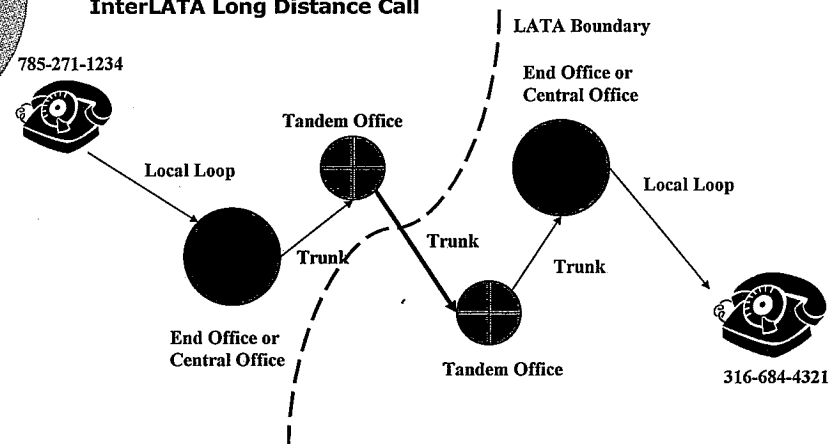 InterLATA Long Distance Call
LATA Boundary
785-271-1234
End Office or
Central Office
Tandem Office
Local Loop
Local Loop
Trunk
Trunk
Trunk
End Office or
Central Office
Tandem Office
316-684-4321